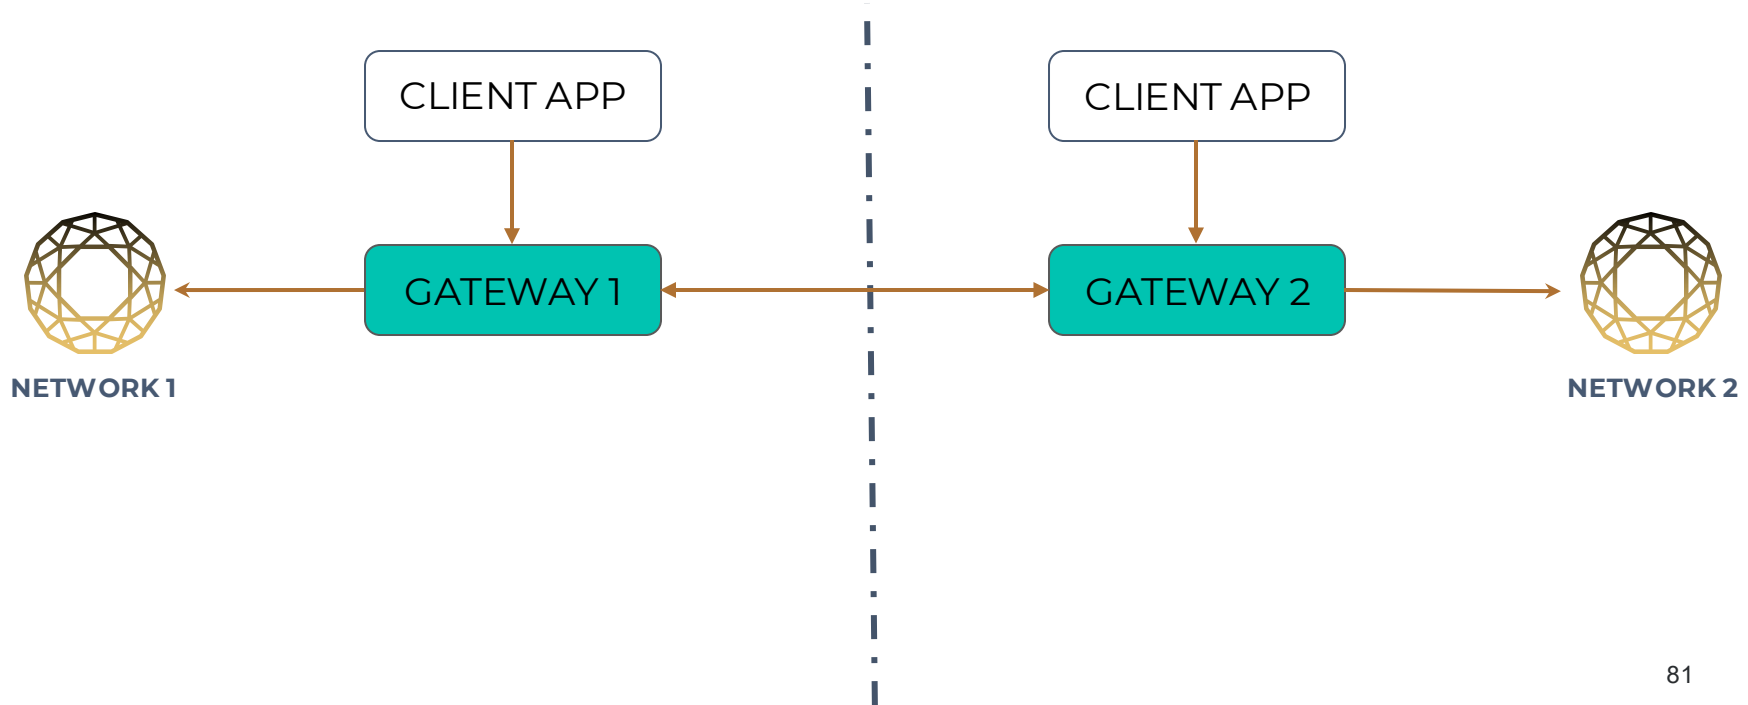 CLIENT APP
CLIENT APP
GATEWAY 1
GATEWAY 2
NETWORK 1
NETWORK 2
81